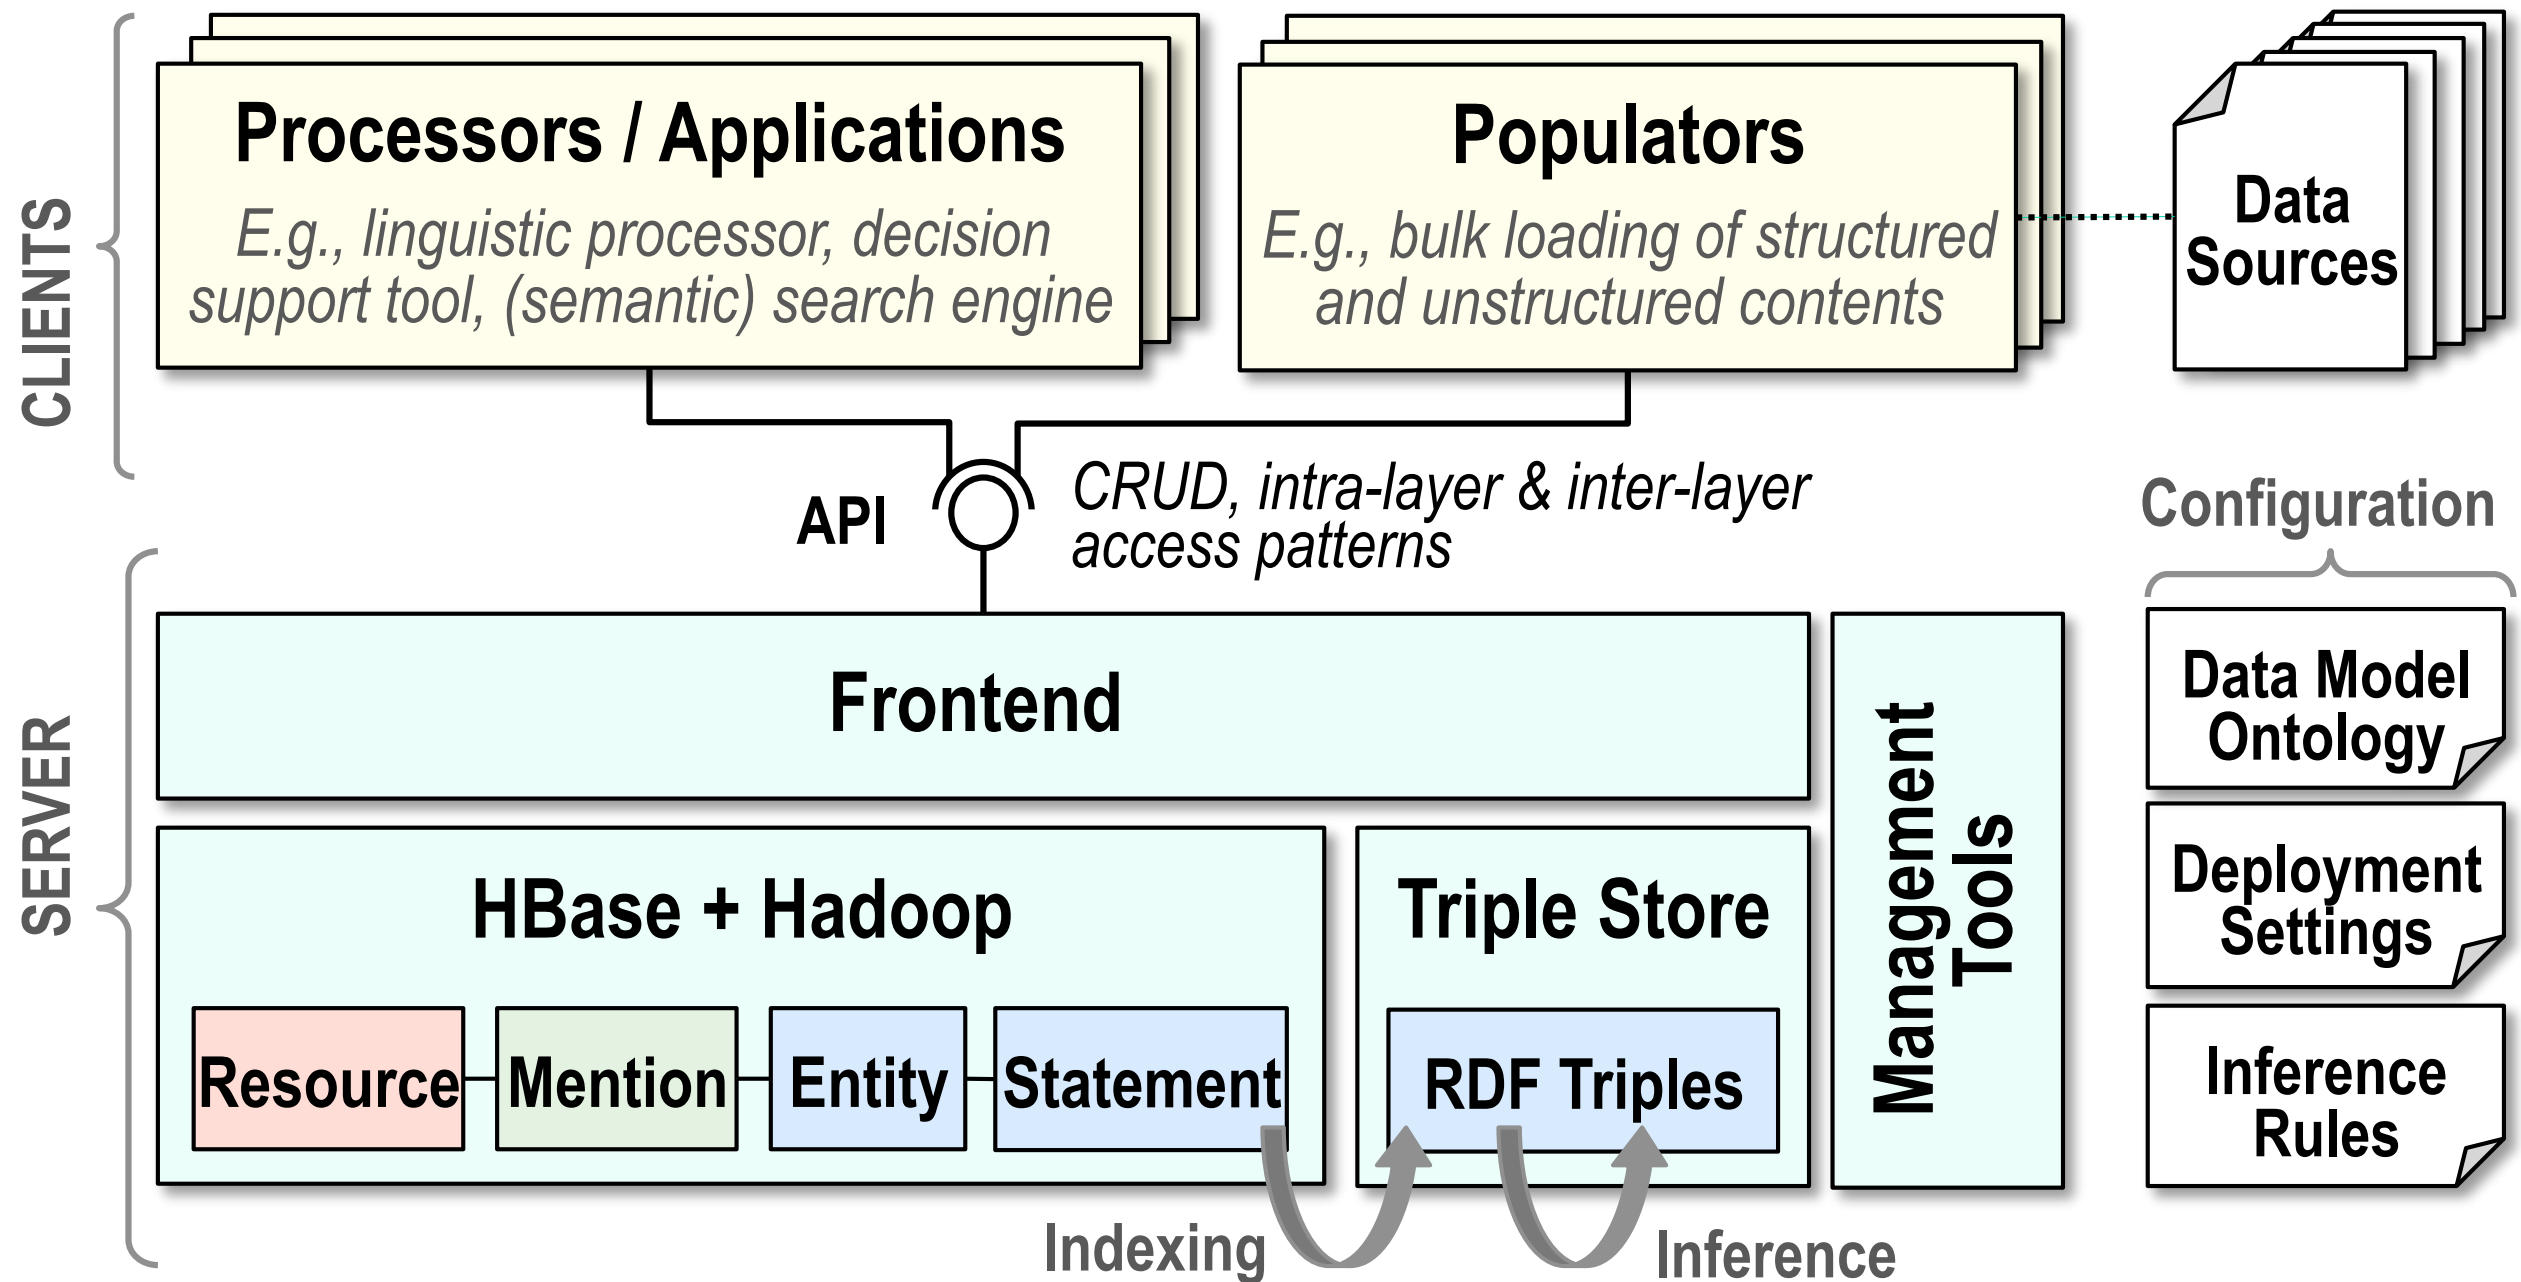 CLIENTS
Processors / Applications
E.g., linguistic processor, decision
support tool, (semantic) search engine
Populators
E.g., bulk loading of structured
and unstructured contents
Data
Sources
API
CRUD, intra-layer & inter-layer
access patterns
Configuration
SERVER
Frontend
Management
Tools
Data Model
Ontology
HBase + Hadoop
Triple Store
Deployment
Settings
Resource
Mention
Entity
Statement
RDF Triples
Inference
Rules
Indexing
Inference